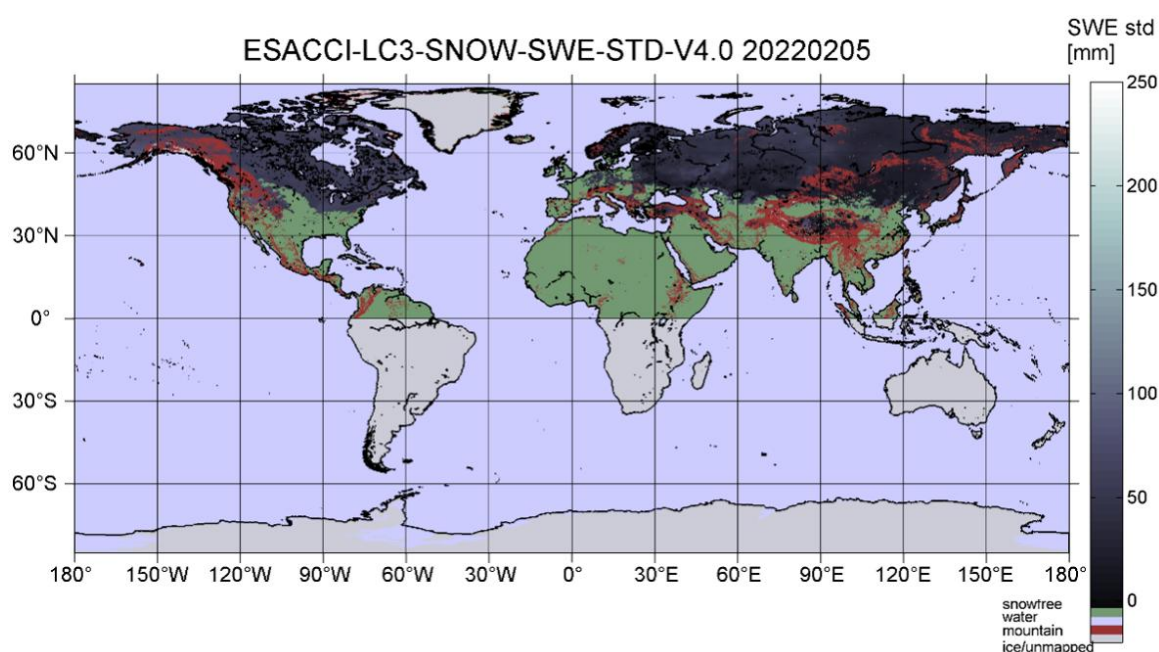 SWE std
[mm]
ESACCI-LC3-SNOW-SWE-STD-V4.0 20220205
250
200
150
100
50
0
60°N
30°N
0°
30°S
60°S
180° 150°W 120°W 90°W 60°W 30°W 0° 30°E 60°E 90°E 120°E 150°E 180°
snowfree
water
mountain
ice/unmapped